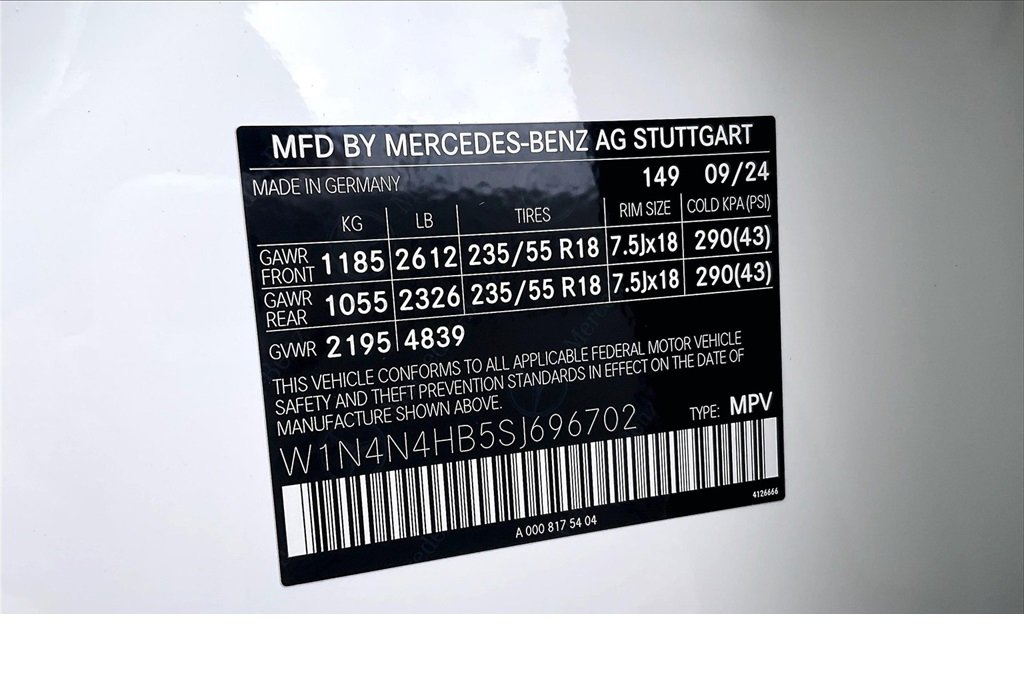 MFD BY MERCEDES-BENZ AG STUTTGART
MADE IN GERMANY 149 09/24
KG LB TIRES RIM SIZE COLD KPA (PSI)
GAWR FRONT 1185 2612 235/55 R18 7.5Jx18 290(43)
GAWR REAR 1055 2326 235/55 R18 7.5Jx18 290(43)
GVWR 2195 4839
THIS VEHICLE CONFORMS TO ALL APPLICABLE FEDERAL MOTOR VEHICLE
SAFETY AND THEFT PREVENTION STANDARDS IN EFFECT ON THE DATE OF
MANUFACTURE SHOWN ABOVE.
W1N4N4HB5SJ696702 TYPE: MPV
4126666
A 000 817 54 04